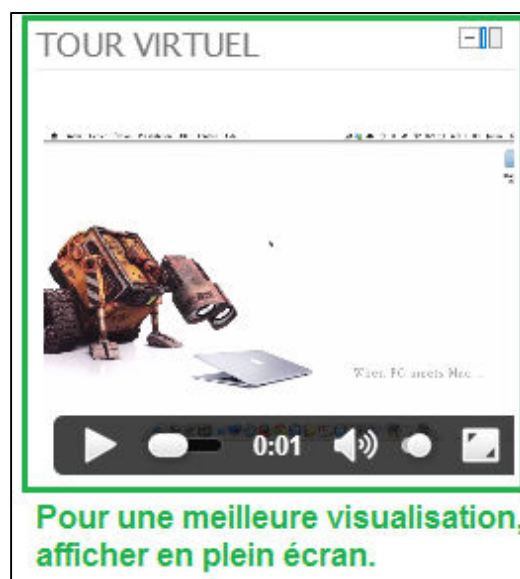 TOUR VIRTUEL
When PC meets Mac...
0:01
Pour une meilleure visualisation,
afficher en plein écran.